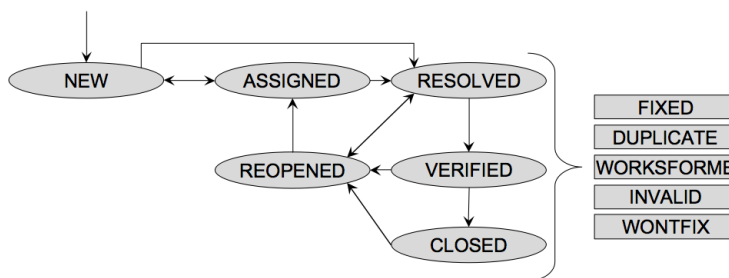 NEW
ASSIGNED
RESOLVED
REOPENED
VERIFIED
CLOSED
FIXED
DUPLICATE
WORKSFORME
INVALID
WONTFIX